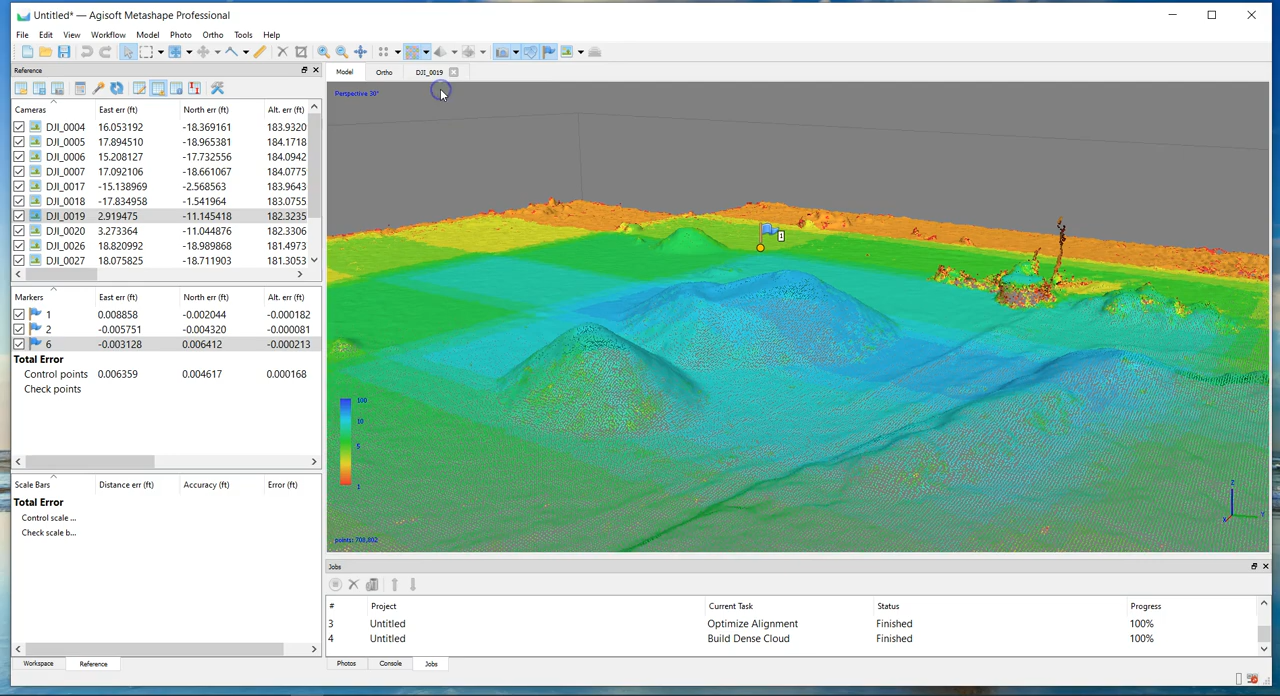 Untitled* — Agisoft Metashape Professional
File Edit View Workflow Model Photo Ortho Tools Help
Reference
Model Ortho DJI_0019
Perspective 30°
Cameras East err (ft) North err (ft) Alt. err (ft)
DJI_0004 16.053192 -18.369161 183.9320
DJI_0005 17.894510 -18.965381 184.1718
DJI_0006 15.208127 -17.732556 184.0942
DJI_0007 17.092106 -18.661067 184.0775
DJI_0017 -15.138969 -2.568563 183.9643
DJI_0018 -17.834958 -1.541964 183.0755
DJI_0019 2.919475 -11.145418 182.3235
DJI_0020 3.273364 -11.044876 182.3306
DJI_0026 18.820992 -18.989868 181.4973
DJI_0027 18.075825 -18.711903 181.3053
Markers East err (ft) North err (ft) Alt. err (ft)
1 0.008858 -0.002044 -0.000182
2 -0.005751 -0.004320 -0.000081
6 -0.003128 0.006412 -0.000213
Total Error
Control points 0.006359 0.004617 0.000168
Check points
Scale Bars Distance err (ft) Accuracy (ft) Error (ft)
Total Error
Control scale ...
Check scale b...
Workspace Reference
1
100
10
5
1
points: 708,802
Z
X Y
Jobs
# Project Current Task Status Progress
3 Untitled Optimize Alignment Finished 100%
4 Untitled Build Dense Cloud Finished 100%
Photos Console Jobs